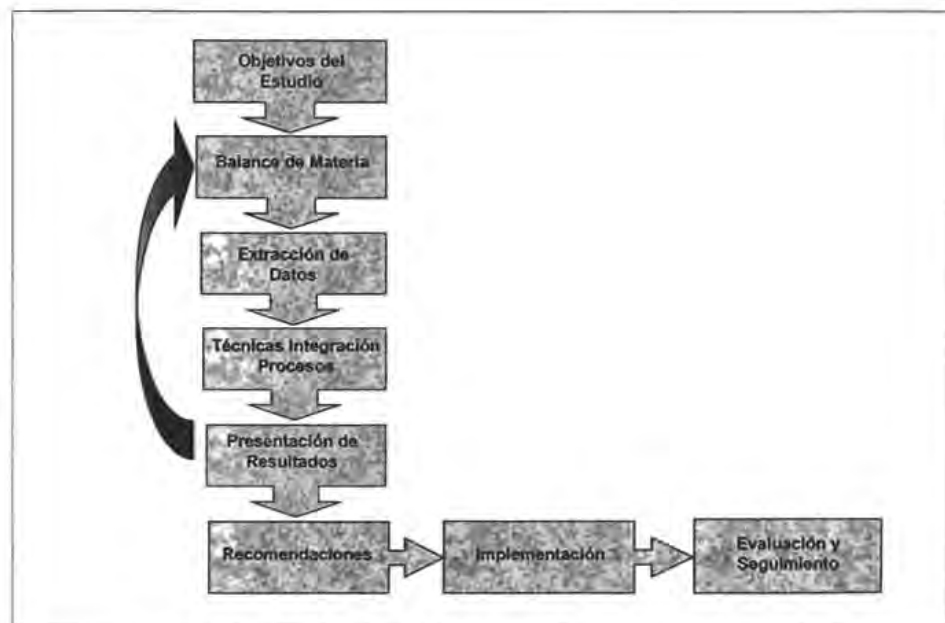 Objetivos del
Estudio
Balance de Materia
Extracción de
Datos
Técnicas Integración
Procesos
Presentación de
Resultados
Recomendaciones
Implementación
Evaluación y
Seguimiento